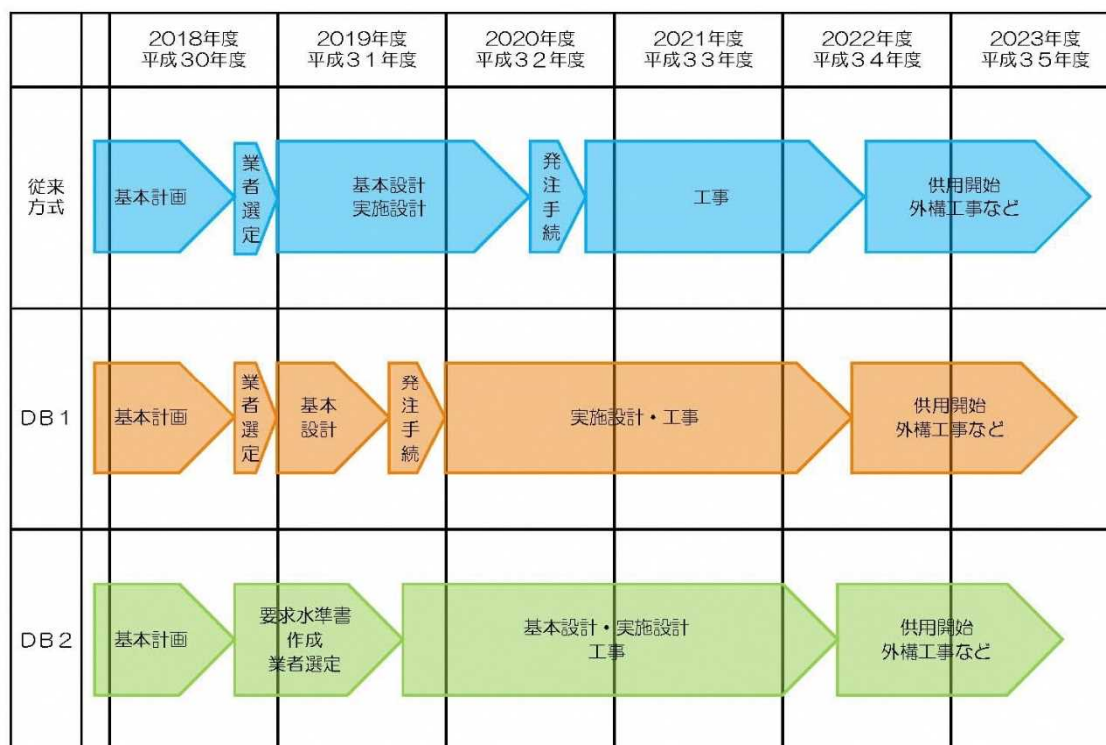 2018年度
平成30年度
2019年度
平成31年度
2020年度
平成32年度
2021年度
平成33年度
2022年度
平成34年度
2023年度
平成35年度
従来
方式
基本計画
業者選定
基本設計
実施設計
発注手続
工事
供用開始
外構工事など
DB1
基本計画
業者選定
基本
設計
発注手続
実施設計・工事
供用開始
外構工事など
DB2
基本計画
要求水準書
作成
業者選定
基本設計・実施設計
工事
供用開始
外構工事など